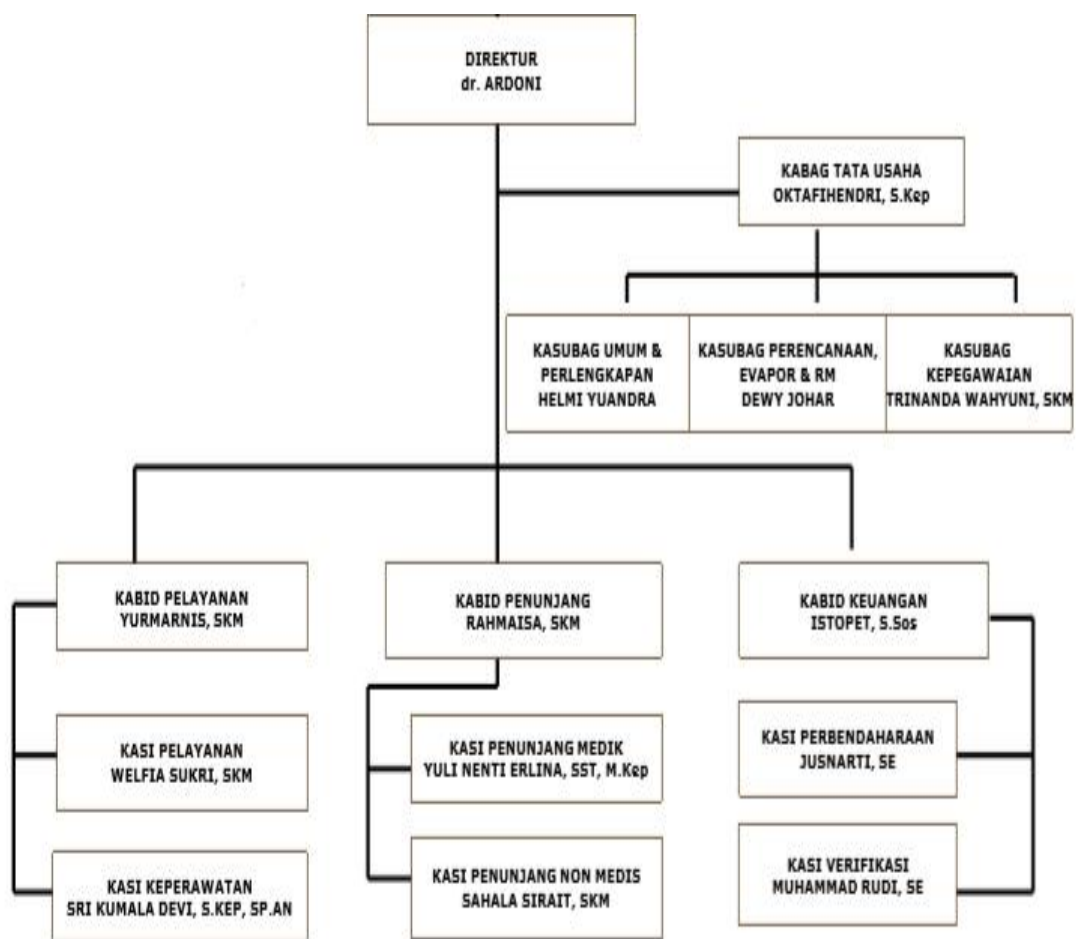 DIREKTUR
dr. ARDONI
KABAG TATA USAHA
OKTAFIHENDRI, S.Kep
KASUBAG UMUM &
PERLENGKAPAN
HELMI YUANDRA
KASUBAG PERENCANAAN,
EVAPOR & RM
DEWY JOHAR
KASUBAG
KEPEGAWAIAN
TRINANDA WAHYUNI, SKM
KABID PELAYANAN
YURMARNIS, SKM
KABID PENUNJANG
RAHMAISA, SKM
KABID KEUANGAN
ISTOPET, S.Sos
KASI PELAYANAN
WELFIA SUKRI, SKM
KASI PENUNJANG MEDIK
YULI NENTI ERLINA, SST, M.Kep
KASI PERBENDAHARAAN
JUSNARTI, SE
KASI KEPERAWATAN
SRI KUMALA DEVI, S.KEP, SP.AN
KASI PENUNJANG NON MEDIS
SAHALA SIRAIT, SKM
KASI VERIFIKASI
MUHAMMAD RUDI, SE